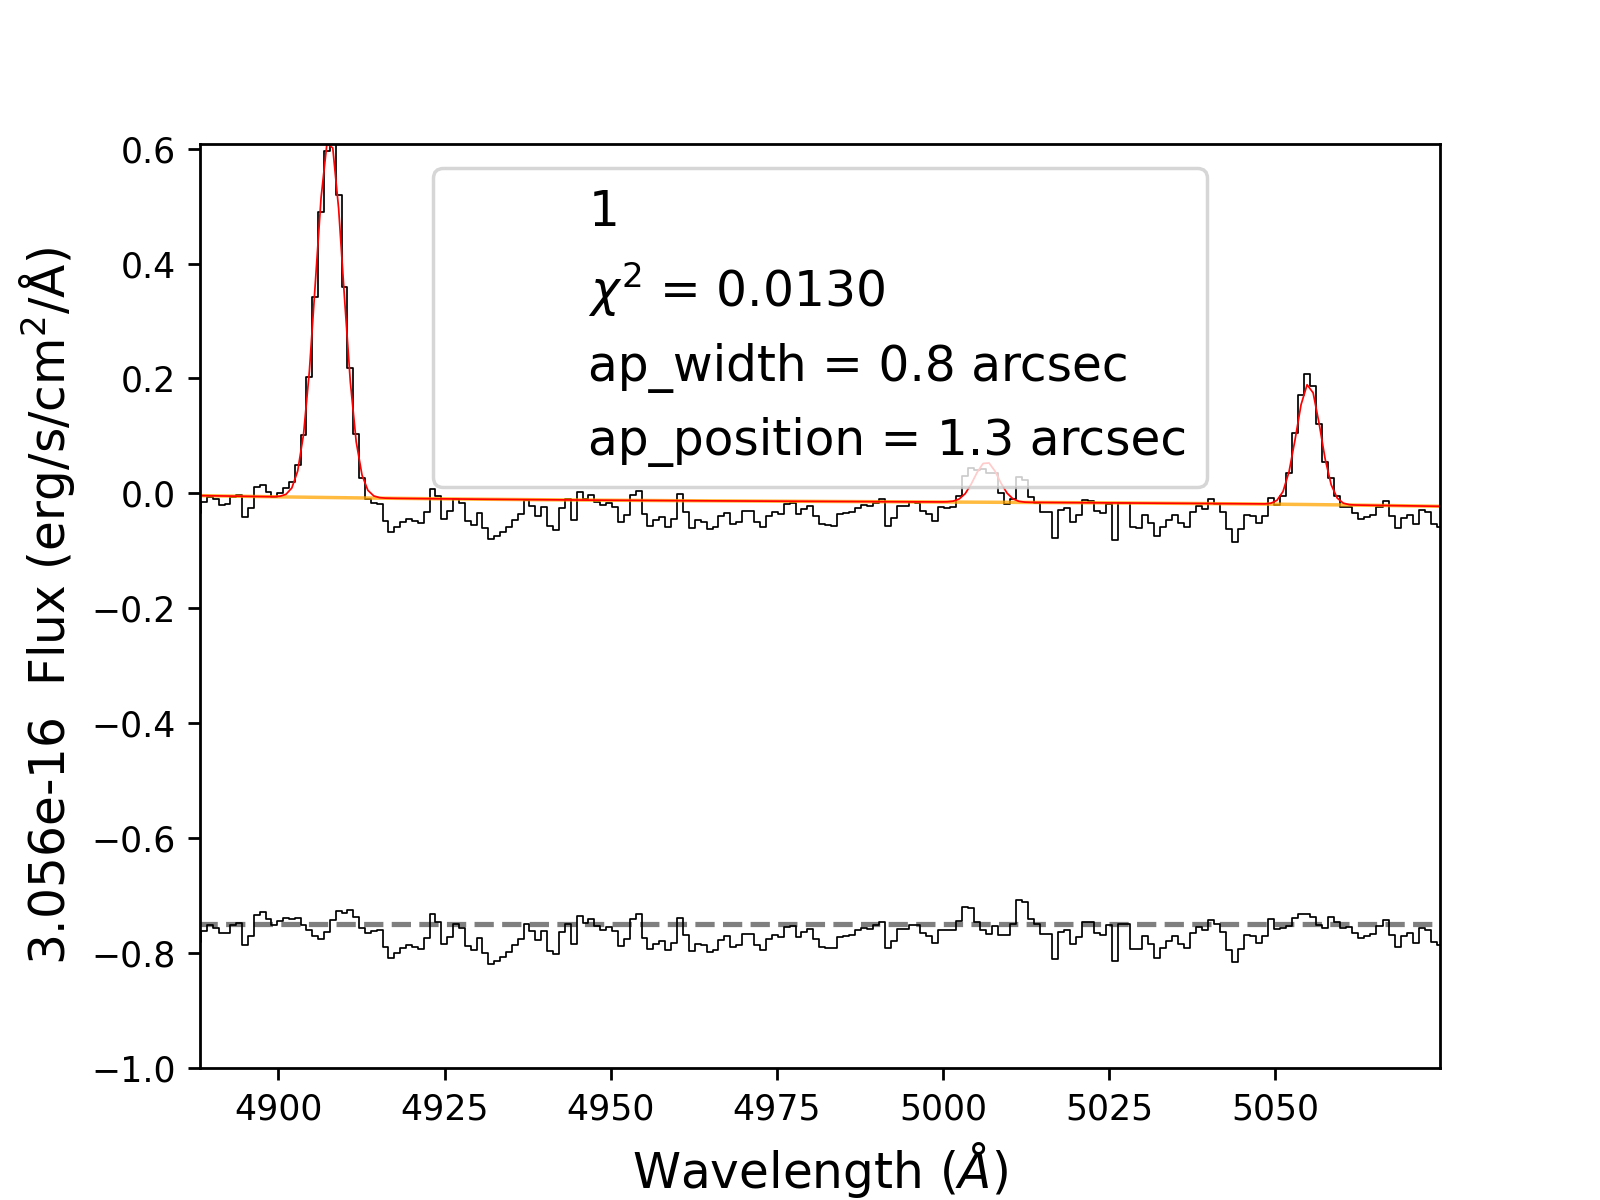 0.6
0.4
0.2
0.0
−0.2
−0.4
−0.6
−0.8
−1.0
3.056e-16 Flux (erg/s/cm²/Å)
1
χ² = 0.0130
ap_width = 0.8 arcsec
ap_position = 1.3 arcsec
4900 4925 4950 4975 5000 5025 5050
Wavelength (Å)